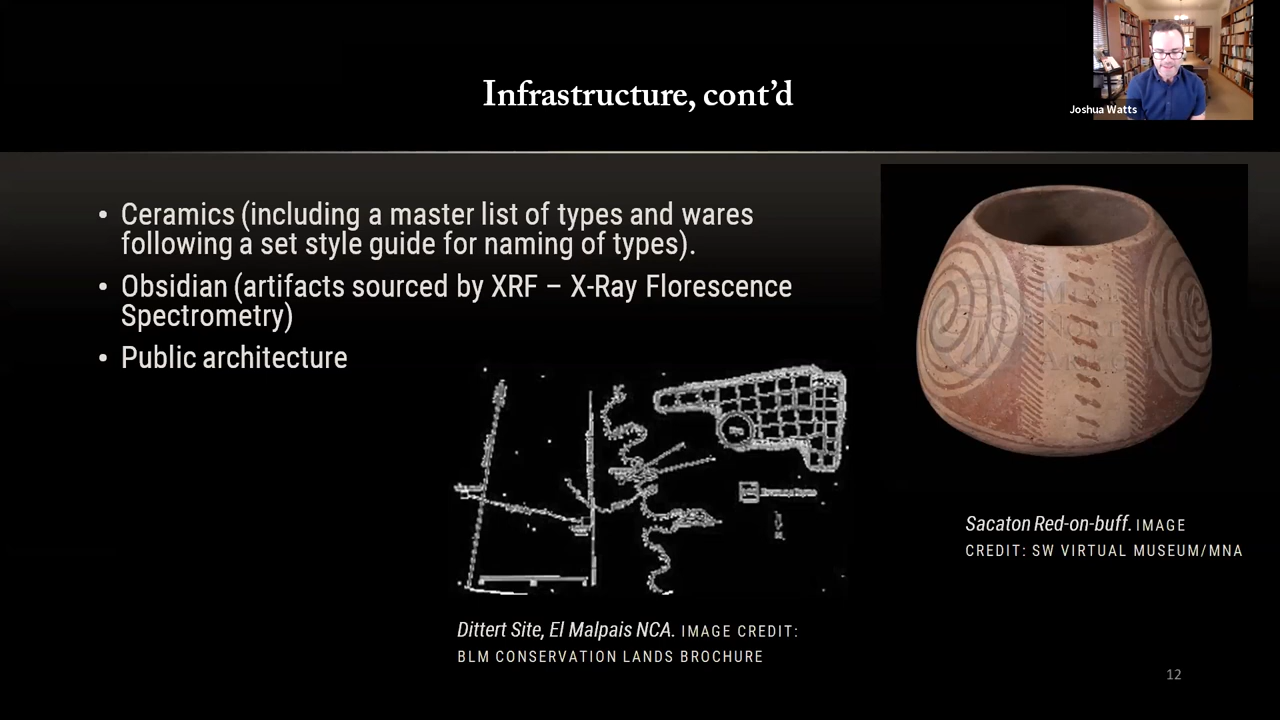 Infrastructure, cont’d
Joshua Watts
• Ceramics (including a master list of types and wares
following a set style guide for naming of types).
• Obsidian (artifacts sourced by XRF – X-Ray Florescence
Spectrometry)
• Public architecture
Sacaton Red-on-buff. IMAGE
CREDIT: SW VIRTUAL MUSEUM/MNA
Dittert Site, El Malpais NCA. IMAGE CREDIT:
BLM CONSERVATION LANDS BROCHURE
12